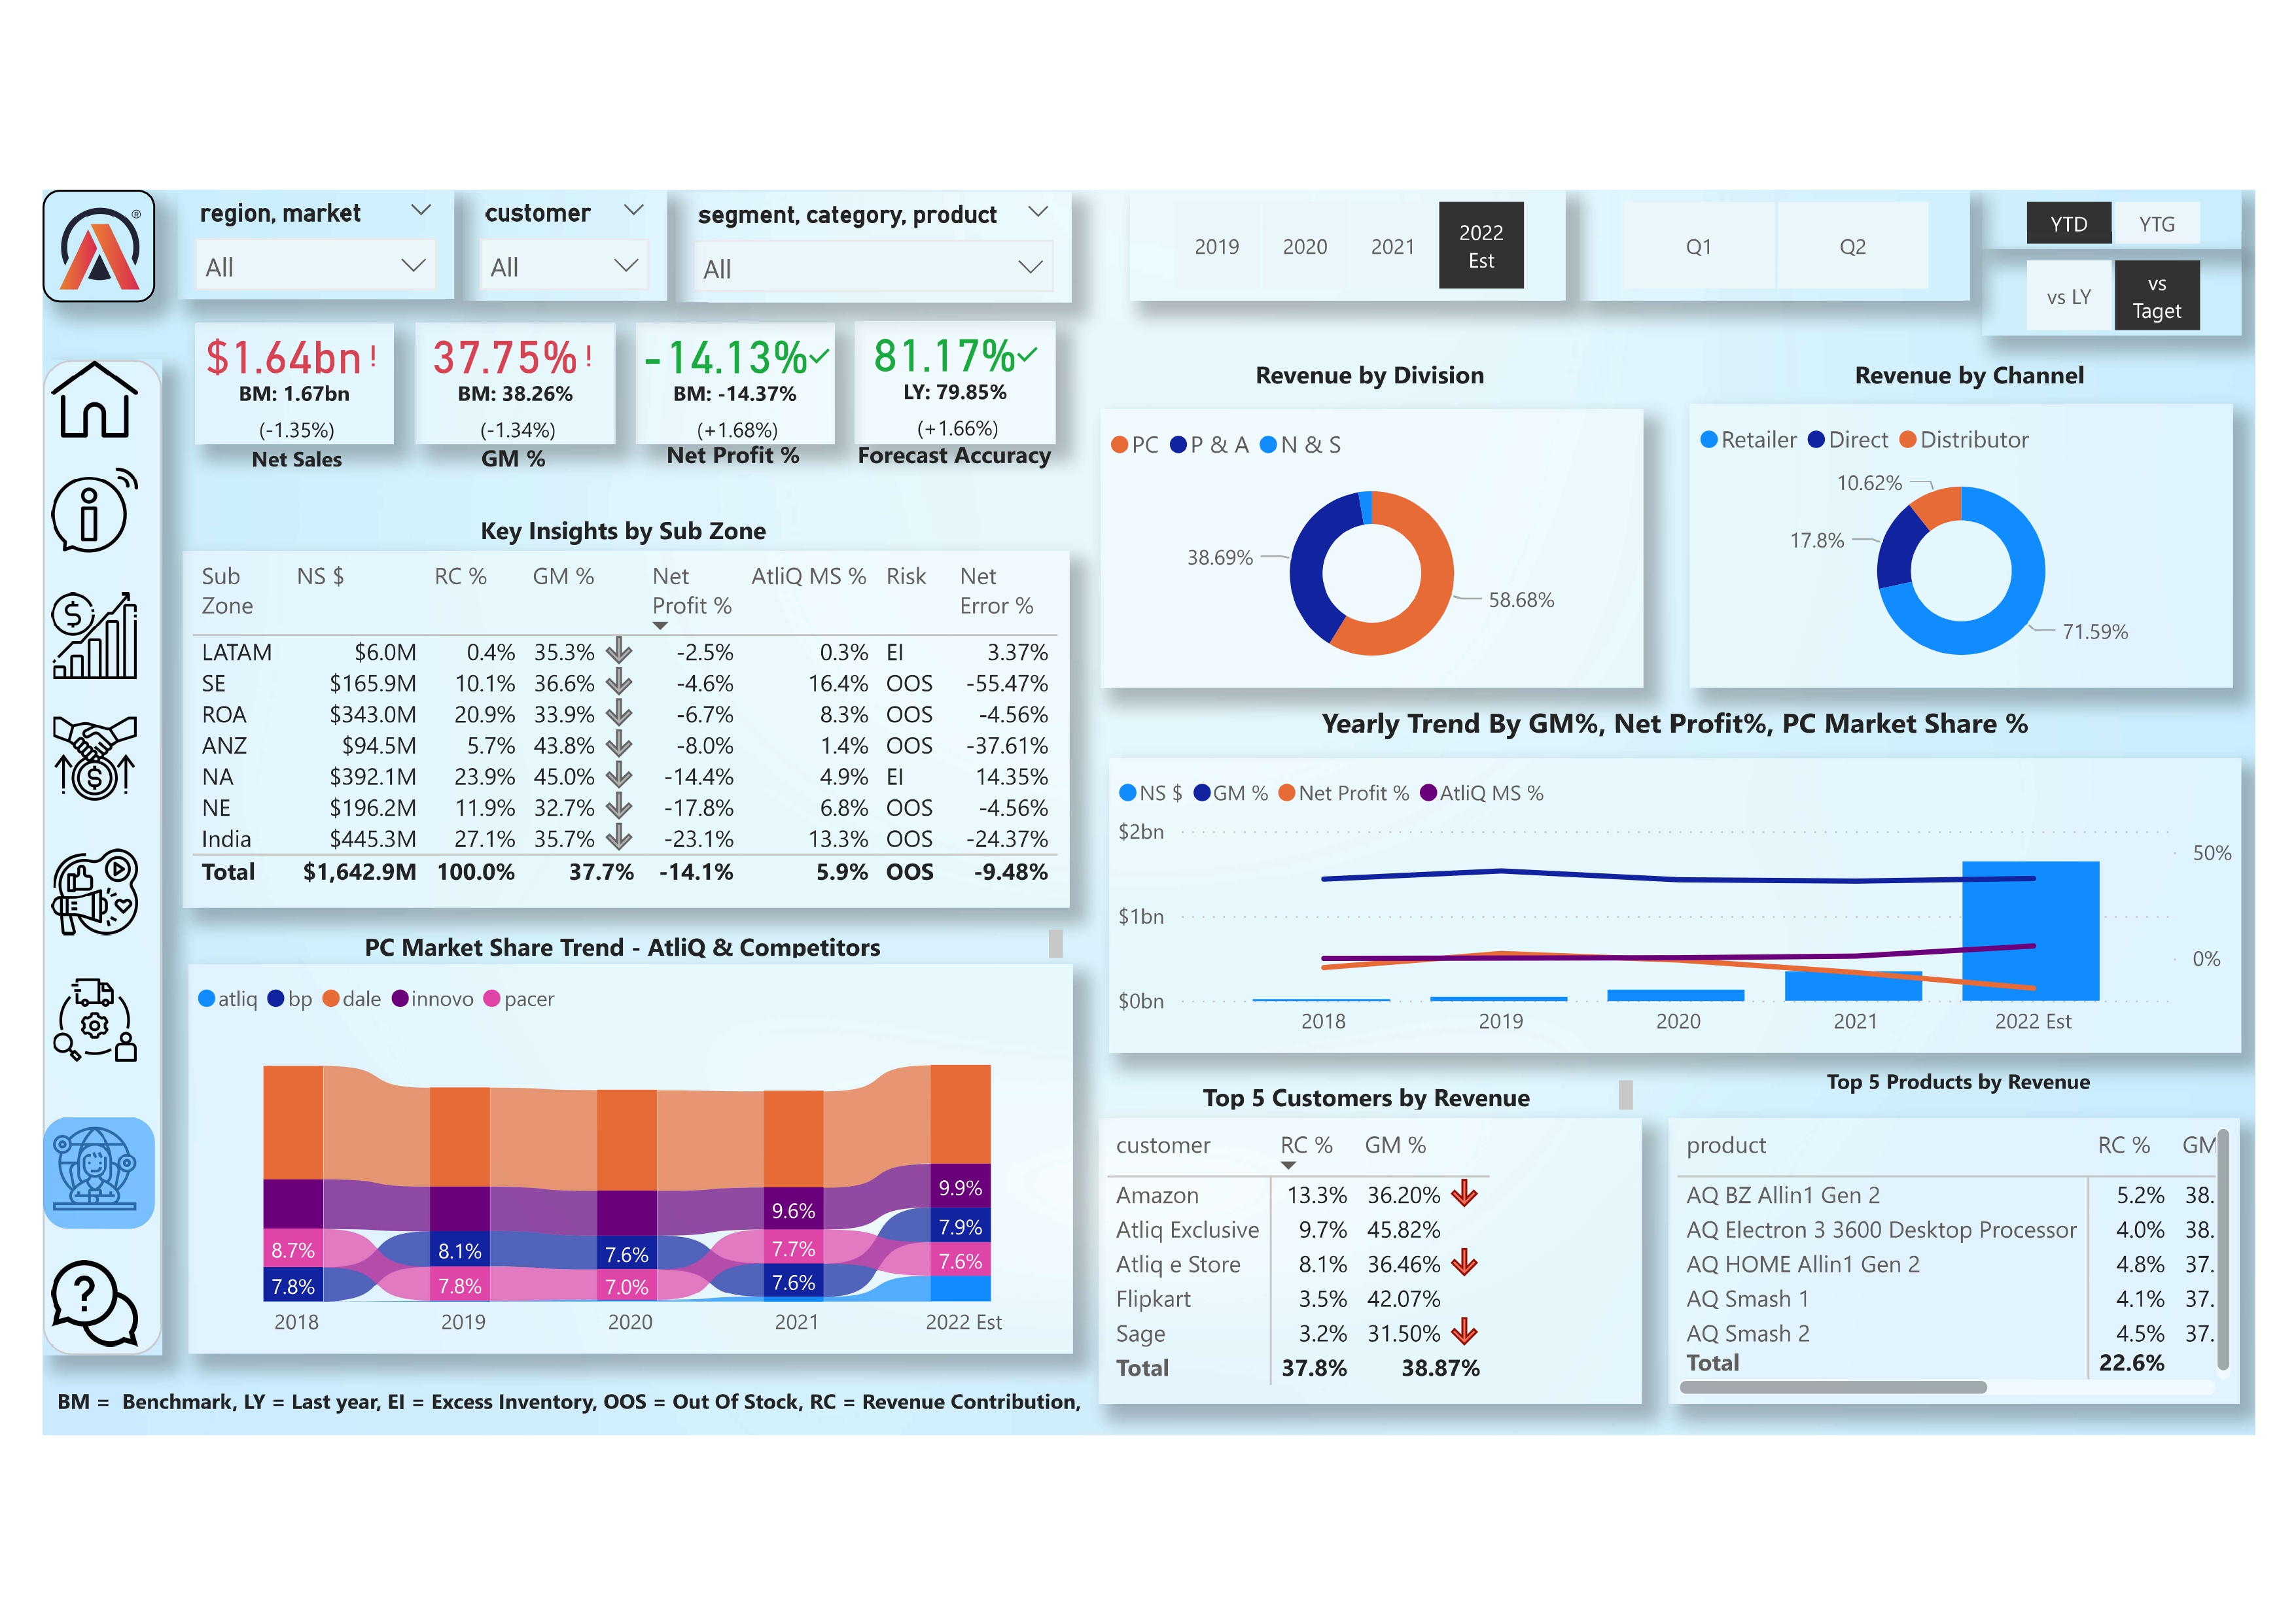 region, market
customer
segment, category, product
All
All
All
2019 2020 2021 2022 Est
Q1 Q2
YTD YTG
vs LY vs Taget
$1.64bn!
BM: 1.67bn
(-1.35%)
Net Sales
37.75%!
BM: 38.26%
(-1.34%)
GM %
-14.13%
BM: -14.37%
(+1.68%)
Net Profit %
81.17%
LY: 79.85%
(+1.66%)
Forecast Accuracy
Key Insights by Sub Zone
Sub Zone NS $ RC % GM % Net Profit % AtliQ MS % Risk Net Error %
LATAM $6.0M 0.4% 35.3% -2.5% 0.3% EI 3.37%
SE $165.9M 10.1% 36.6% -4.6% 16.4% OOS -55.47%
ROA $343.0M 20.9% 33.9% -6.7% 8.3% OOS -4.56%
ANZ $94.5M 5.7% 43.8% -8.0% 1.4% OOS -37.61%
NA $392.1M 23.9% 45.0% -14.4% 4.9% EI 14.35%
NE $196.2M 11.9% 32.7% -17.8% 6.8% OOS -4.56%
India $445.3M 27.1% 35.7% -23.1% 13.3% OOS -24.37%
Total $1,642.9M 100.0% 37.7% -14.1% 5.9% OOS -9.48%
Revenue by Division
PC P & A N & S
38.69%
58.68%
Revenue by Channel
Retailer Direct Distributor
10.62%
17.8%
71.59%
Yearly Trend By GM%, Net Profit%, PC Market Share %
NS $ GM % Net Profit % AtliQ MS %
$2bn
$1bn
$0bn
50%
0%
2018 2019 2020 2021 2022 Est
PC Market Share Trend - AtliQ & Competitors
atliq bp dale innovo pacer
8.7%
7.8%
8.1%
7.8%
7.6%
7.0%
9.6%
7.7%
7.6%
9.9%
7.9%
7.6%
2018 2019 2020 2021 2022 Est
Top 5 Customers by Revenue
customer RC % GM %
Amazon 13.3% 36.20%
Atliq Exclusive 9.7% 45.82%
Atliq e Store 8.1% 36.46%
Flipkart 3.5% 42.07%
Sage 3.2% 31.50%
Total 37.8% 38.87%
Top 5 Products by Revenue
product RC % GM
AQ BZ Allin1 Gen 2 5.2% 38.
AQ Electron 3 3600 Desktop Processor 4.0% 38.
AQ HOME Allin1 Gen 2 4.8% 37.
AQ Smash 1 4.1% 37.
AQ Smash 2 4.5% 37.
Total 22.6%
BM = Benchmark, LY = Last year, EI = Excess Inventory, OOS = Out Of Stock, RC = Revenue Contribution,